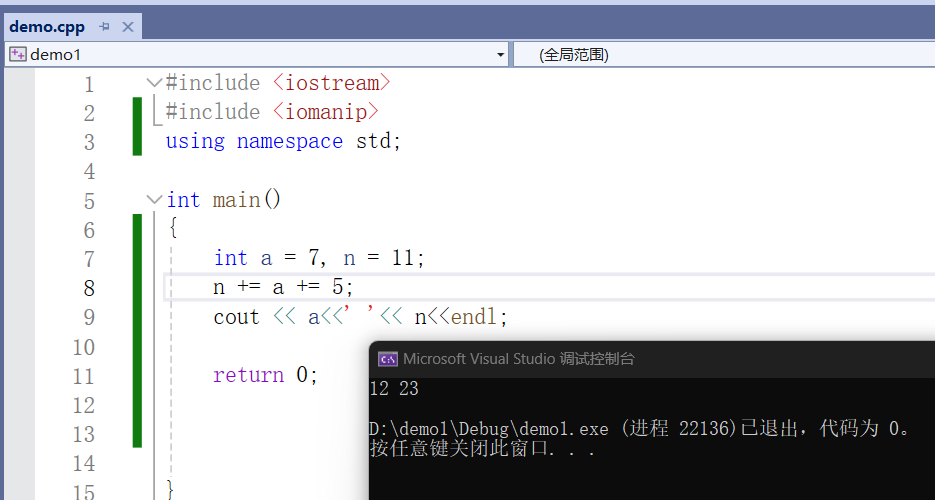 demo.cpp
demo1 (全局范围)
1 #include <iostream>
2 #include <iomanip>
3 using namespace std;
4
5 int main()
6 {
7 int a = 7, n = 11;
8 n += a += 5;
9 cout << a<<' '<< n<<endl;
10
11 return 0;
12
13
14
15 }
Microsoft Visual Studio 调试控制台
12 23
D:\demo1\Debug\demo1.exe (进程 22136)已退出，代码为 0。
按任意键关闭此窗口. . .